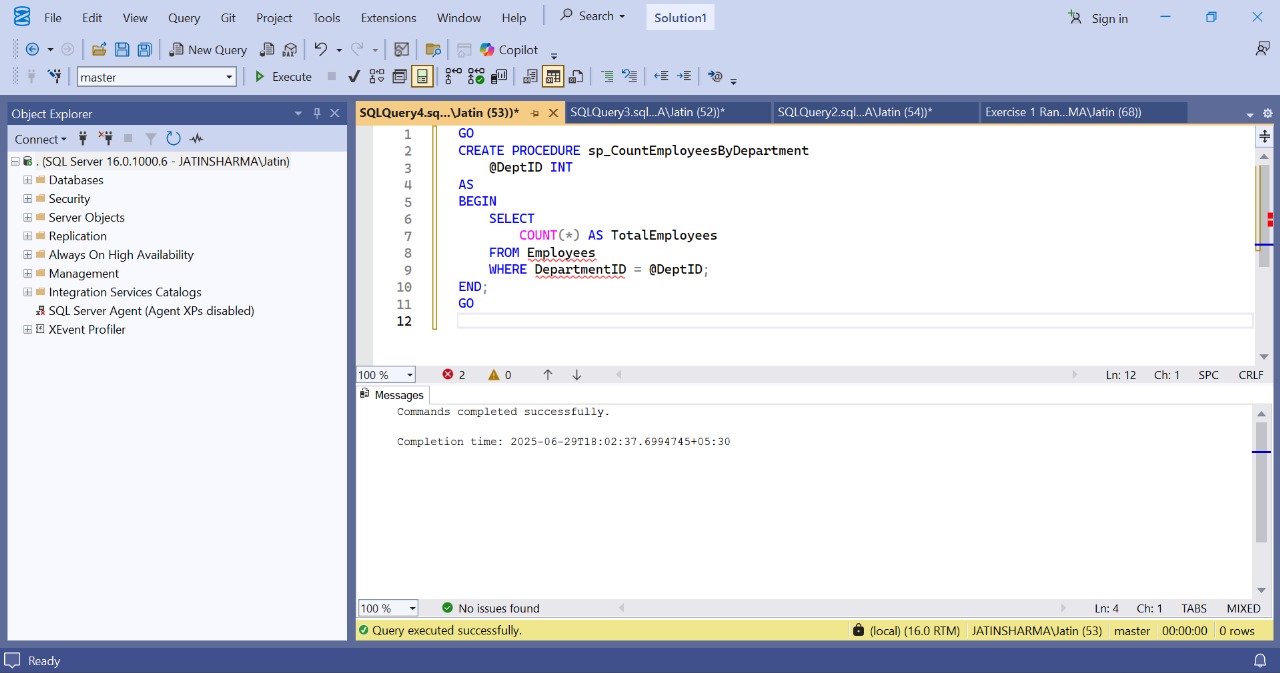 File Edit View Query Git Project Tools Extensions Window Help Search Solution1 Sign in
New Query DAX Copilot
master Execute
Object Explorer
Connect
. (SQL Server 16.0.1000.6 - JATINSHARMA\Jatin)
Databases
Security
Server Objects
Replication
Always On High Availability
Management
Integration Services Catalogs
SQL Server Agent (Agent XPs disabled)
XEvent Profiler
SQLQuery4.sq...\Jatin (53))* SQLQuery3.sql...A\Jatin (52))* SQLQuery2.sql...A\Jatin (54))* Exercise 1 Ran...MA\Jatin (68))
1 GO
2 CREATE PROCEDURE sp_CountEmployeesByDepartment
3 @DeptID INT
4 AS
5 BEGIN
6 SELECT
7 COUNT(*) AS TotalEmployees
8 FROM Employees
9 WHERE DepartmentID = @DeptID;
10 END;
11 GO
12
100 % 2 0 Ln: 12 Ch: 1 SPC CRLF
Messages
Commands completed successfully.
Completion time: 2025-06-29T18:02:37.6994745+05:30
100 % No issues found Ln: 4 Ch: 1 TABS MIXED
Query executed successfully. (local) (16.0 RTM) JATINSHARMA\Jatin (53) master 00:00:00 0 rows
Ready